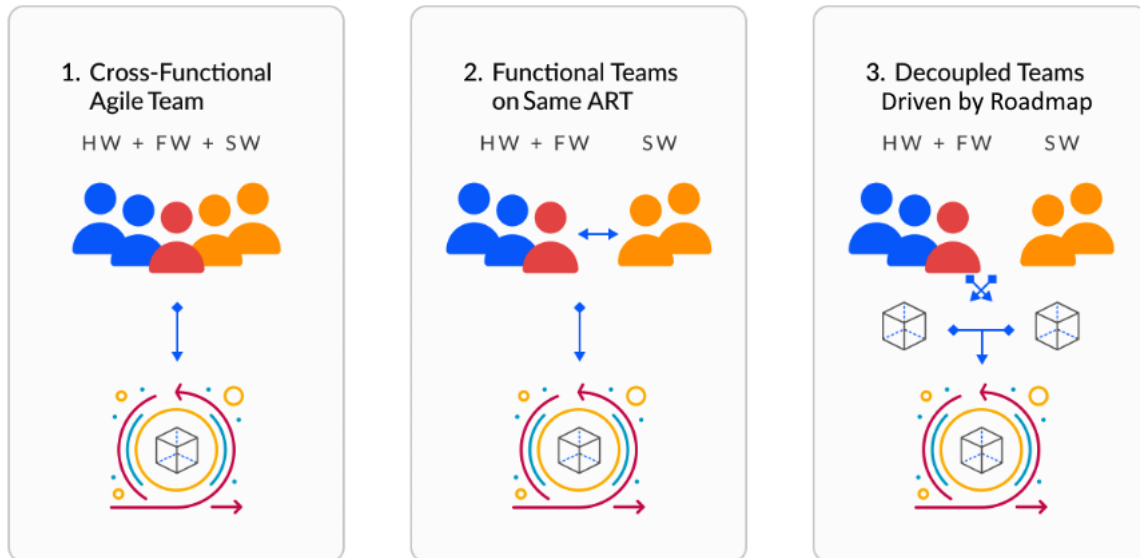 1. Cross-Functional
Agile Team
HW + FW + SW
2. Functional Teams
on Same ART
HW + FW SW
3. Decoupled Teams
Driven by Roadmap
HW + FW SW